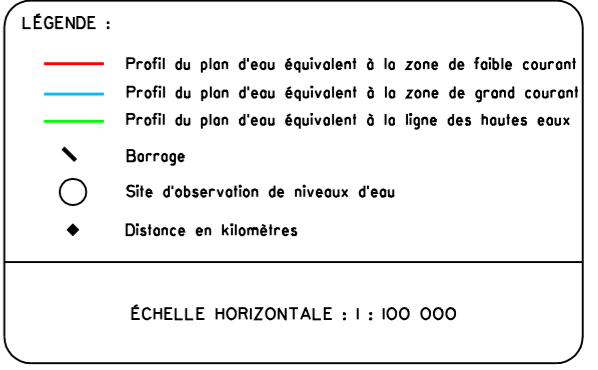 LÉGENDE :
Profil du plan d'eau équivalent à la zone de faible courant
Profil du plan d'eau équivalent à la zone de grand courant
Profil du plan d'eau équivalent à la ligne des hautes eaux
Barrage
Site d'observation de niveaux d'eau
Distance en kilomètres
ÉCHELLE HORIZONTALE : 1 : 100 000